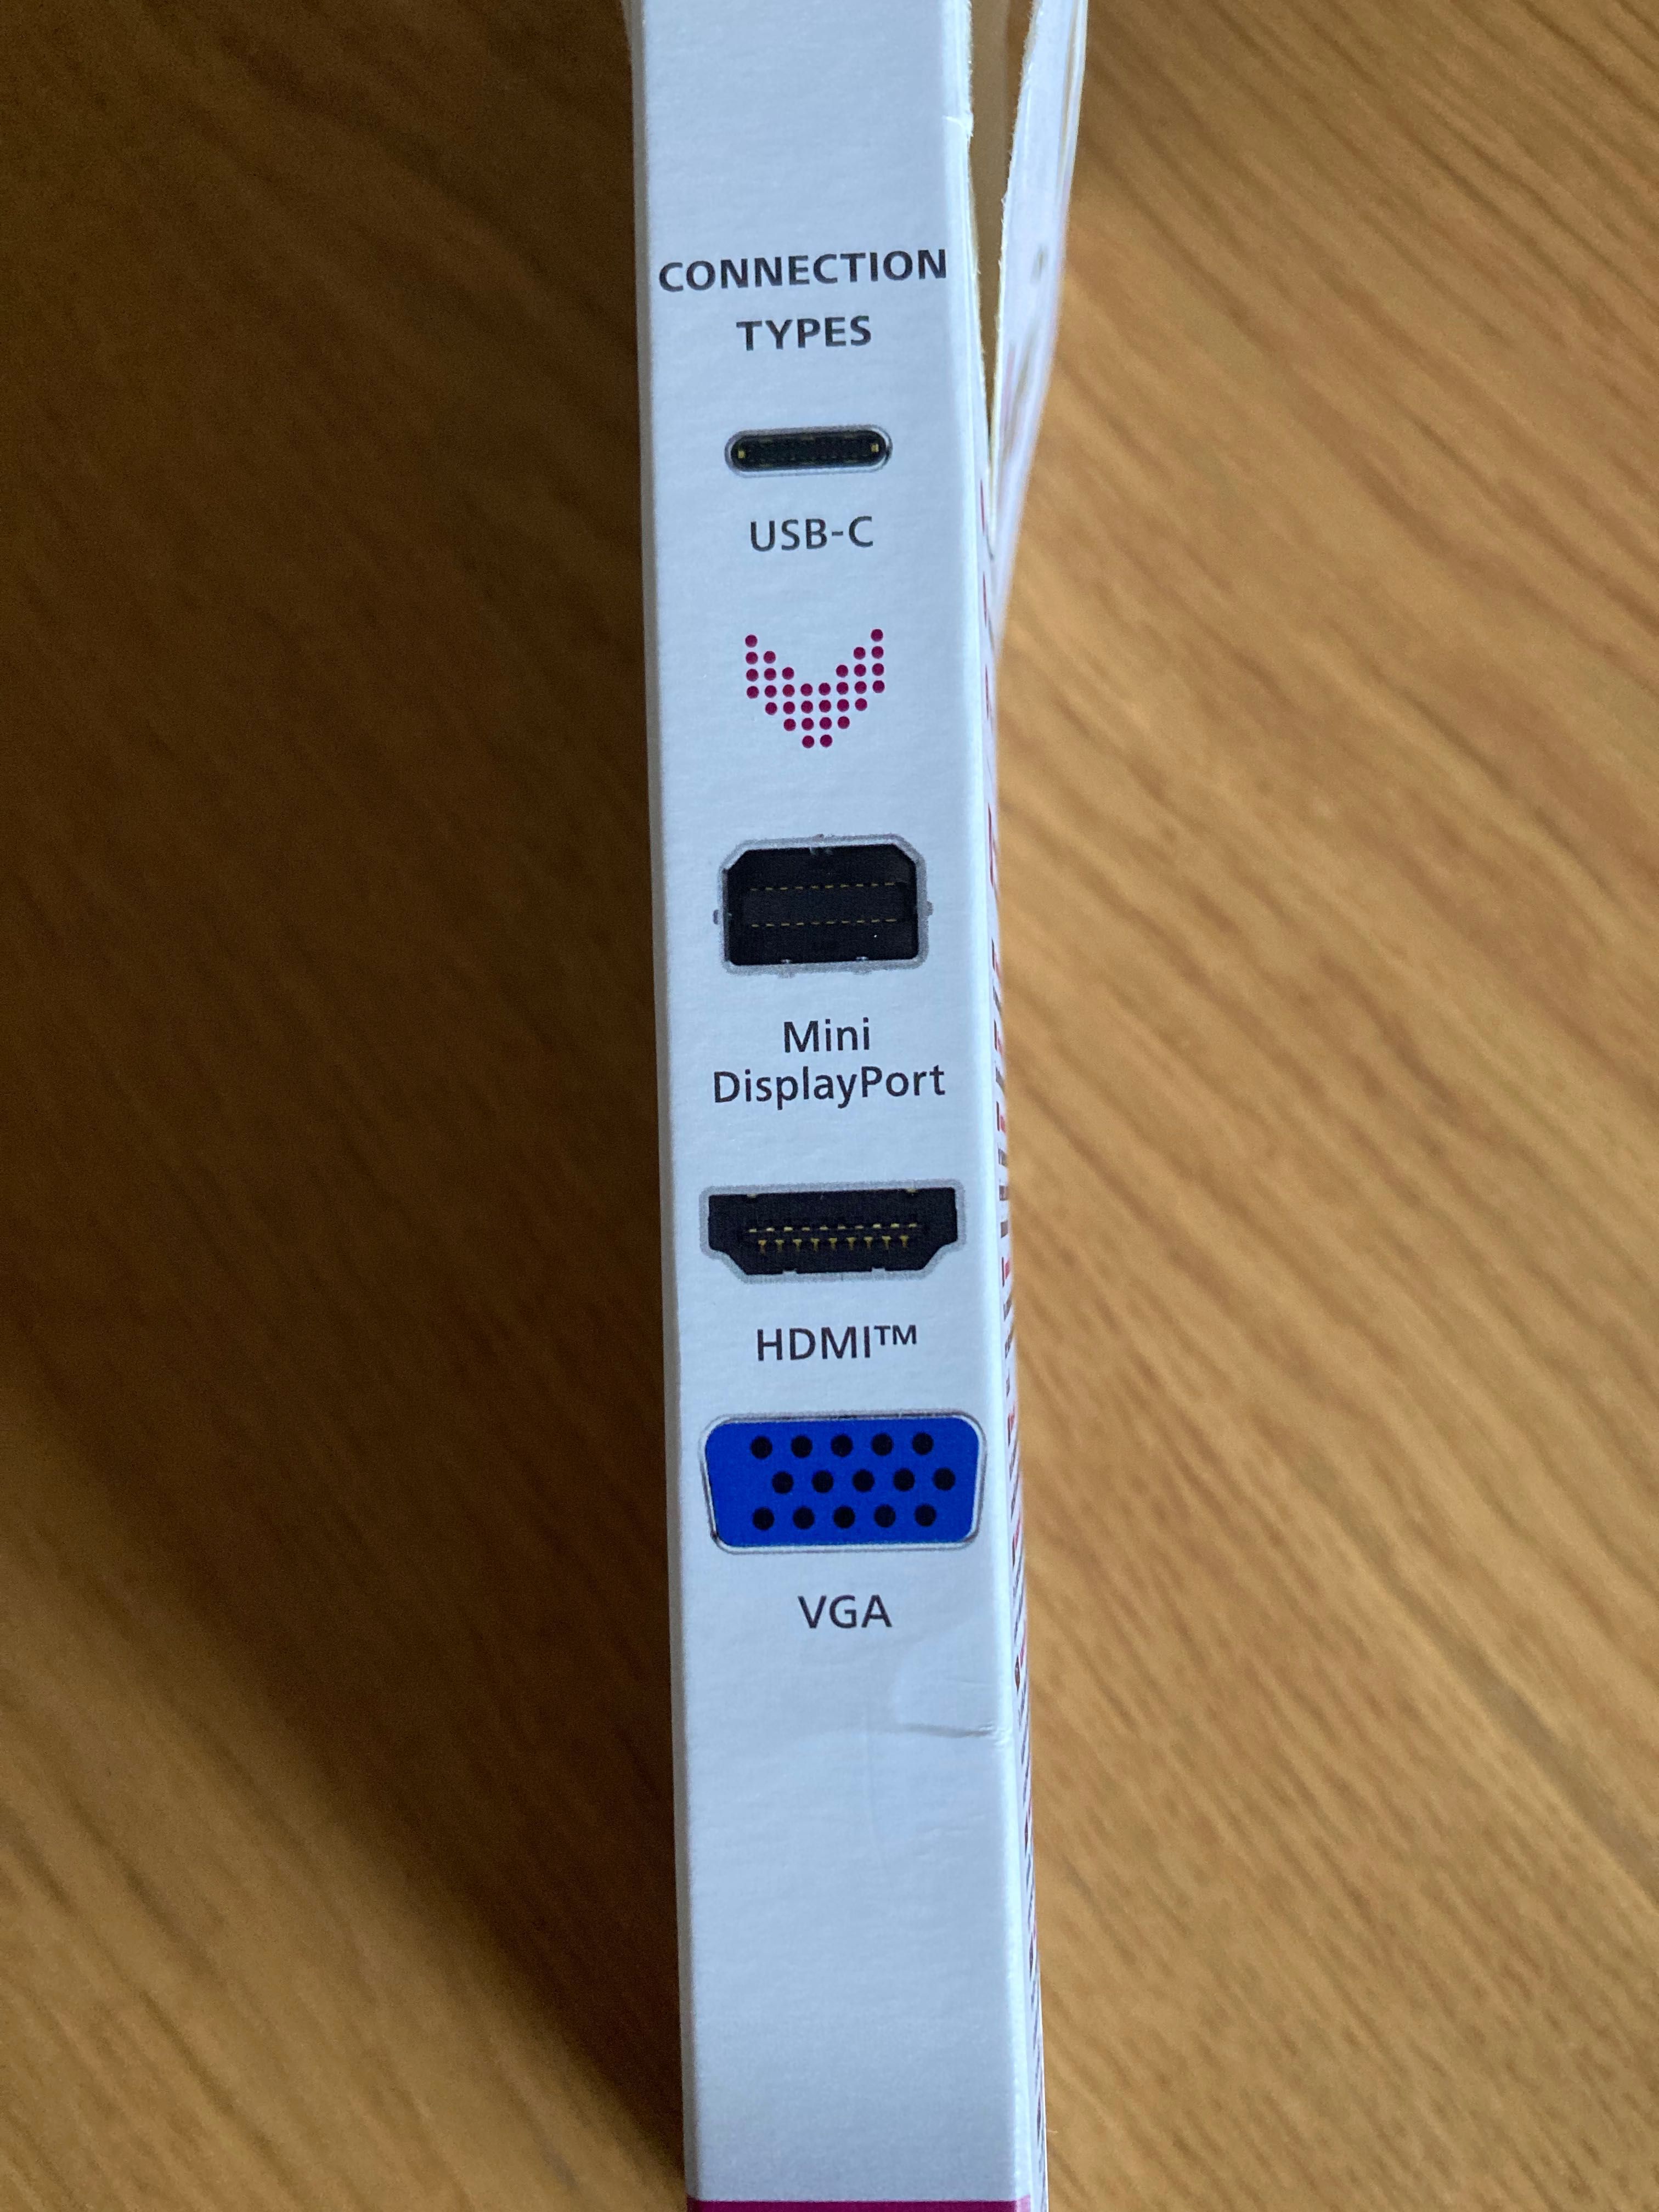 CONNECTION
TYPES
USB-C
Mini
DisplayPort
HDMI™
VGA